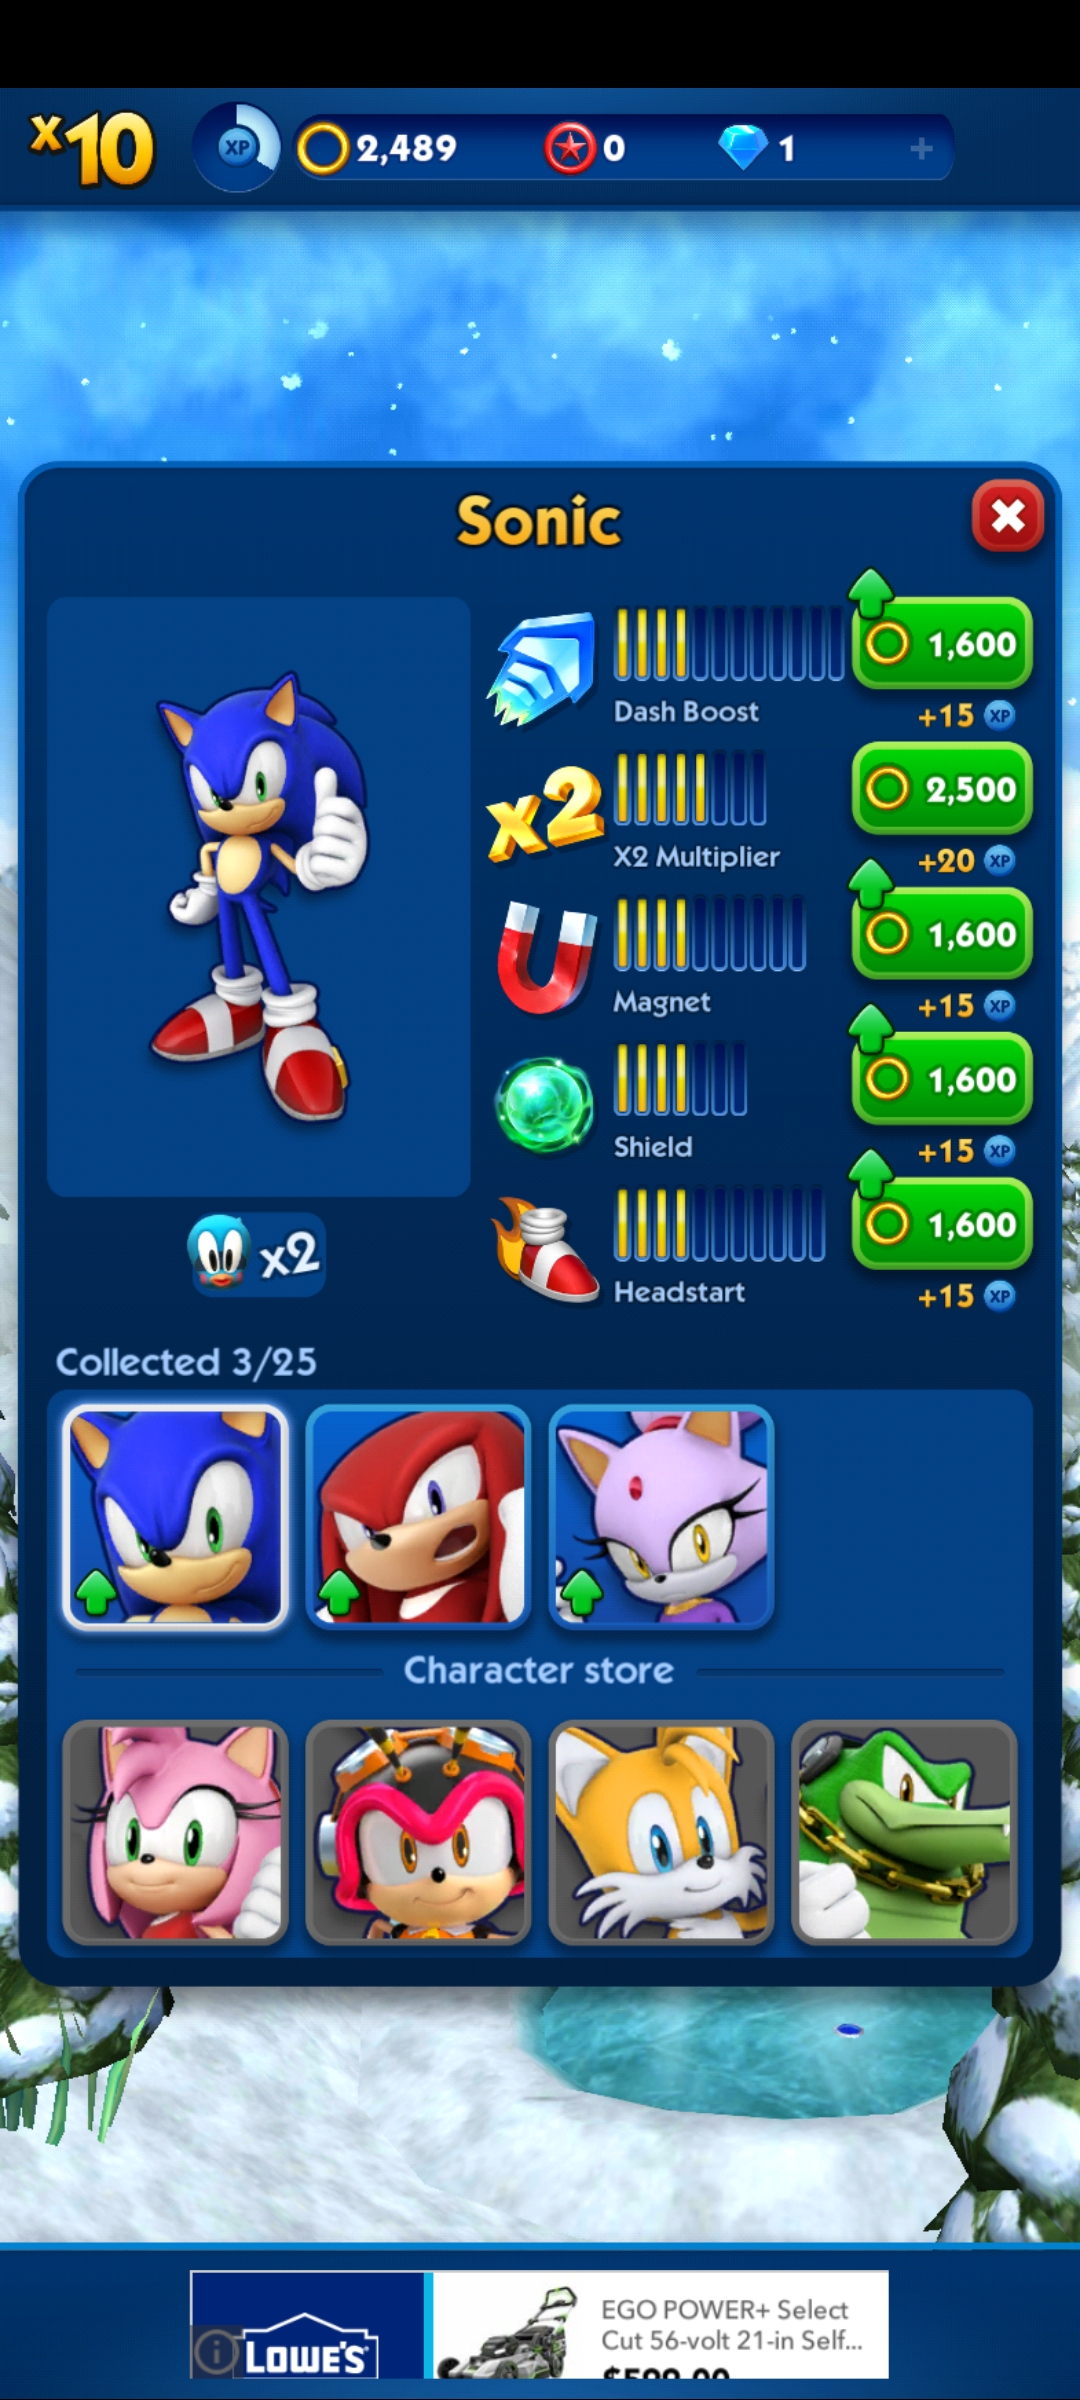 x10
XP
2,489
0
1
+
Sonic
1,600
Dash Boost
+15 XP
x2
2,500
X2 Multiplier
+20 XP
1,600
Magnet
+15 XP
1,600
Shield
+15 XP
x2
1,600
Headstart
+15 XP
Collected 3/25
Character store
LOWE'S
EGO POWER+ Select
Cut 56-volt 21-in Self...